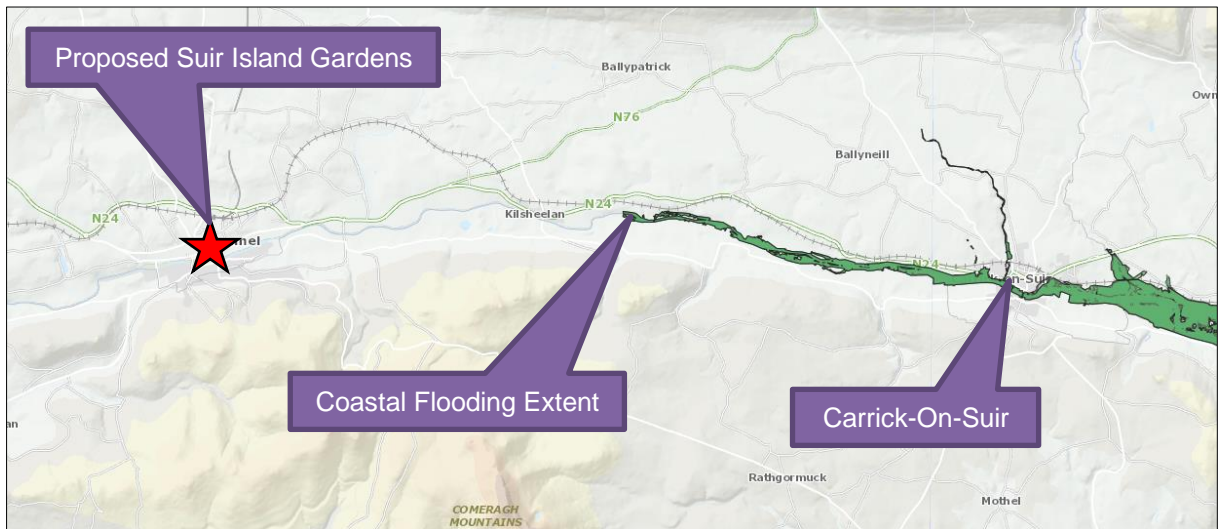 Proposed Suir Island Gardens
Ballypatrick
Own
N76
Ballyneill
N24
N24
Kilsheelan
mel
N24
on-Suir
Coastal Flooding Extent
Carrick-On-Suir
an
Rathgormuck
Mothel
COMERAGH
MOUNTAINS